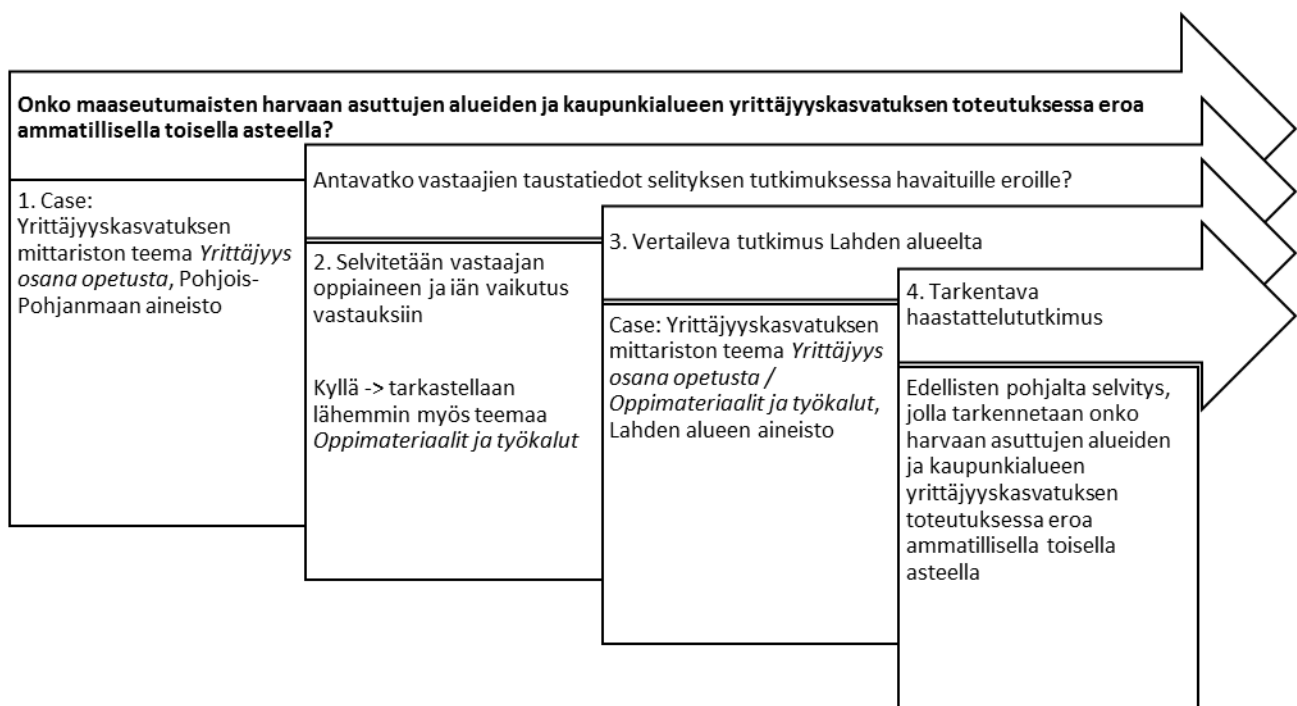 Onko maaseutumaisten harvaan asuttujen alueiden ja kaupunkialueen yrittäjyyskasvatuksen toteutuksessa eroa
ammatillisella toisella asteella?
1. Case:
Yrittäjyyskasvatuksen
mittariston teema Yrittäjyys
osana opetusta, Pohjois-
Pohjanmaan aineisto
Antavatko vastaajien taustatiedot selityksen tutkimuksessa havaituille eroille?
2. Selvitetään vastaajan
oppiaineen ja iän vaikutus
vastauksiin
Kyllä -> tarkastellaan
lähemmin myös teemaa
Oppimateriaalit ja työkalut
3. Vertaileva tutkimus Lahden alueelta
Case: Yrittäjyyskasvatuksen
mittariston teema Yrittäjyys
osana opetusta /
Oppimateriaalit ja työkalut,
Lahden alueen aineisto
4. Tarkentava
haastattelututkimus
Edellisten pohjalta selvitys,
jolla tarkennetaan onko
harvaan asuttujen alueiden
ja kaupunkialueen
yrittäjyyskasvatuksen
toteutuksessa eroa
ammatillisella toisella
asteella